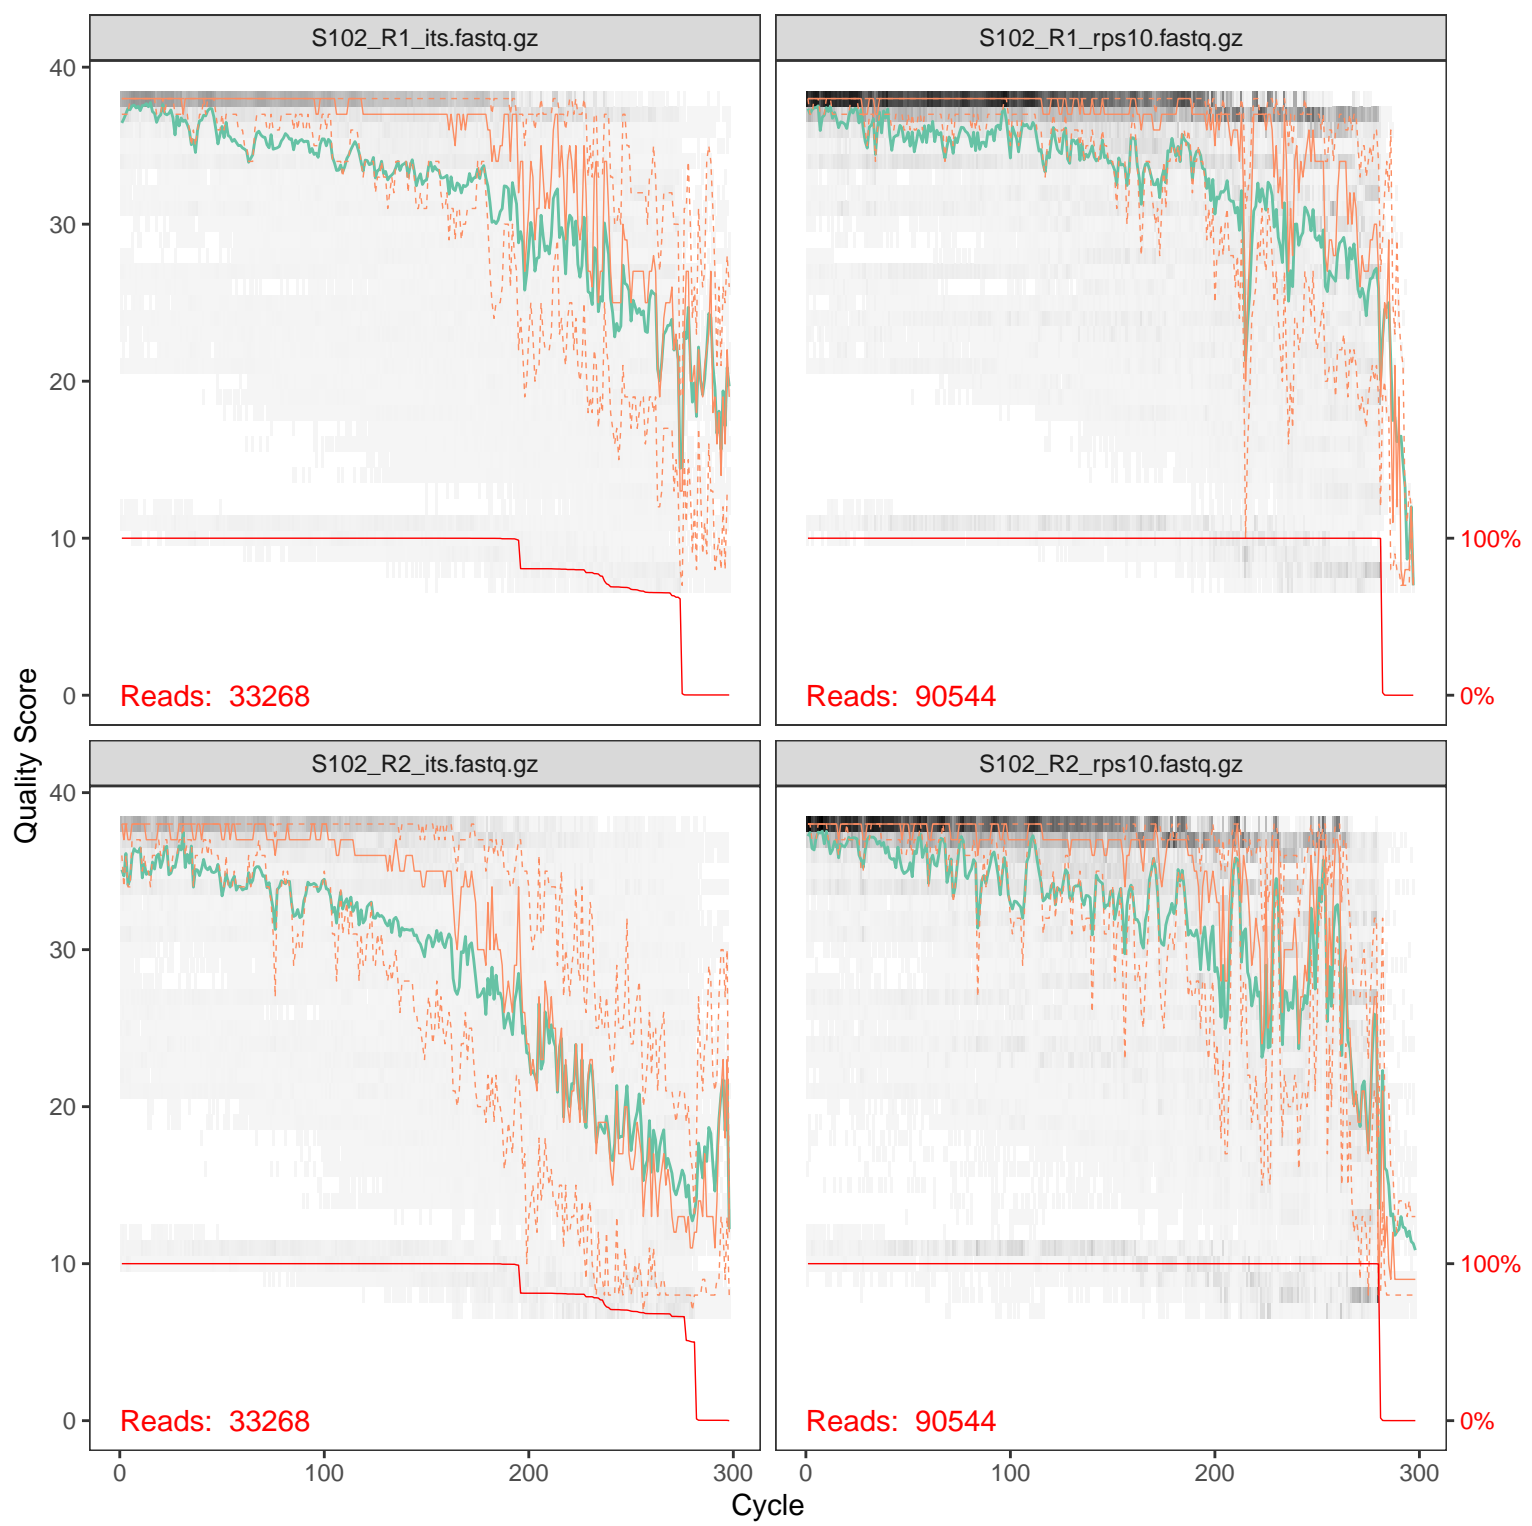 S102_R1_its.fastq.gz
S102_R1_rps10.fastq.gz
40
30
20
10
0
100%
0%
Reads: 33268
Reads: 90544
Quality Score
S102_R2_its.fastq.gz
S102_R2_rps10.fastq.gz
40
30
20
10
0
100%
0%
Reads: 33268
Reads: 90544
0
100
200
300
0
100
200
300
Cycle